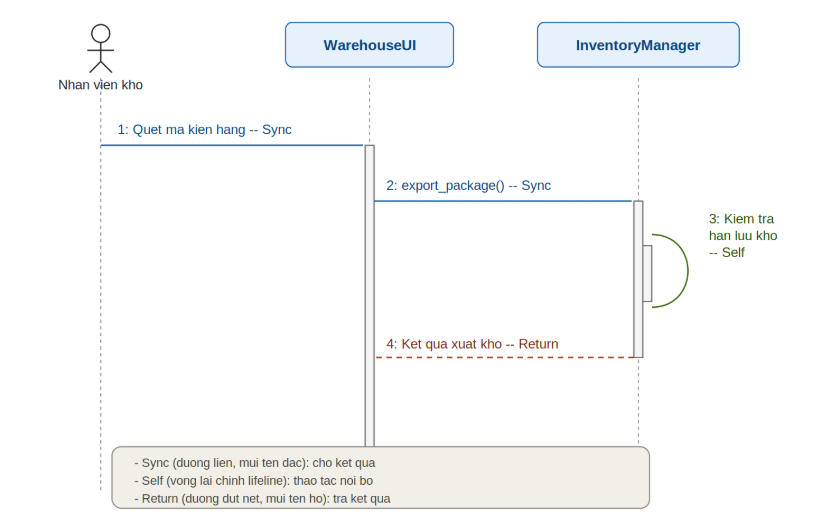 WarehouseUI
InventoryManager
Nhan vien kho
1: Quet ma kien hang -- Sync
2: export_package() -- Sync
3: Kiem tra
han luu kho
-- Self
4: Ket qua xuat kho -- Return
- Sync (duong lien, mui ten dac): cho ket qua
- Self (vong lai chinh lifeline): thao tac noi bo
- Return (duong dut net, mui ten ho): tra ket qua